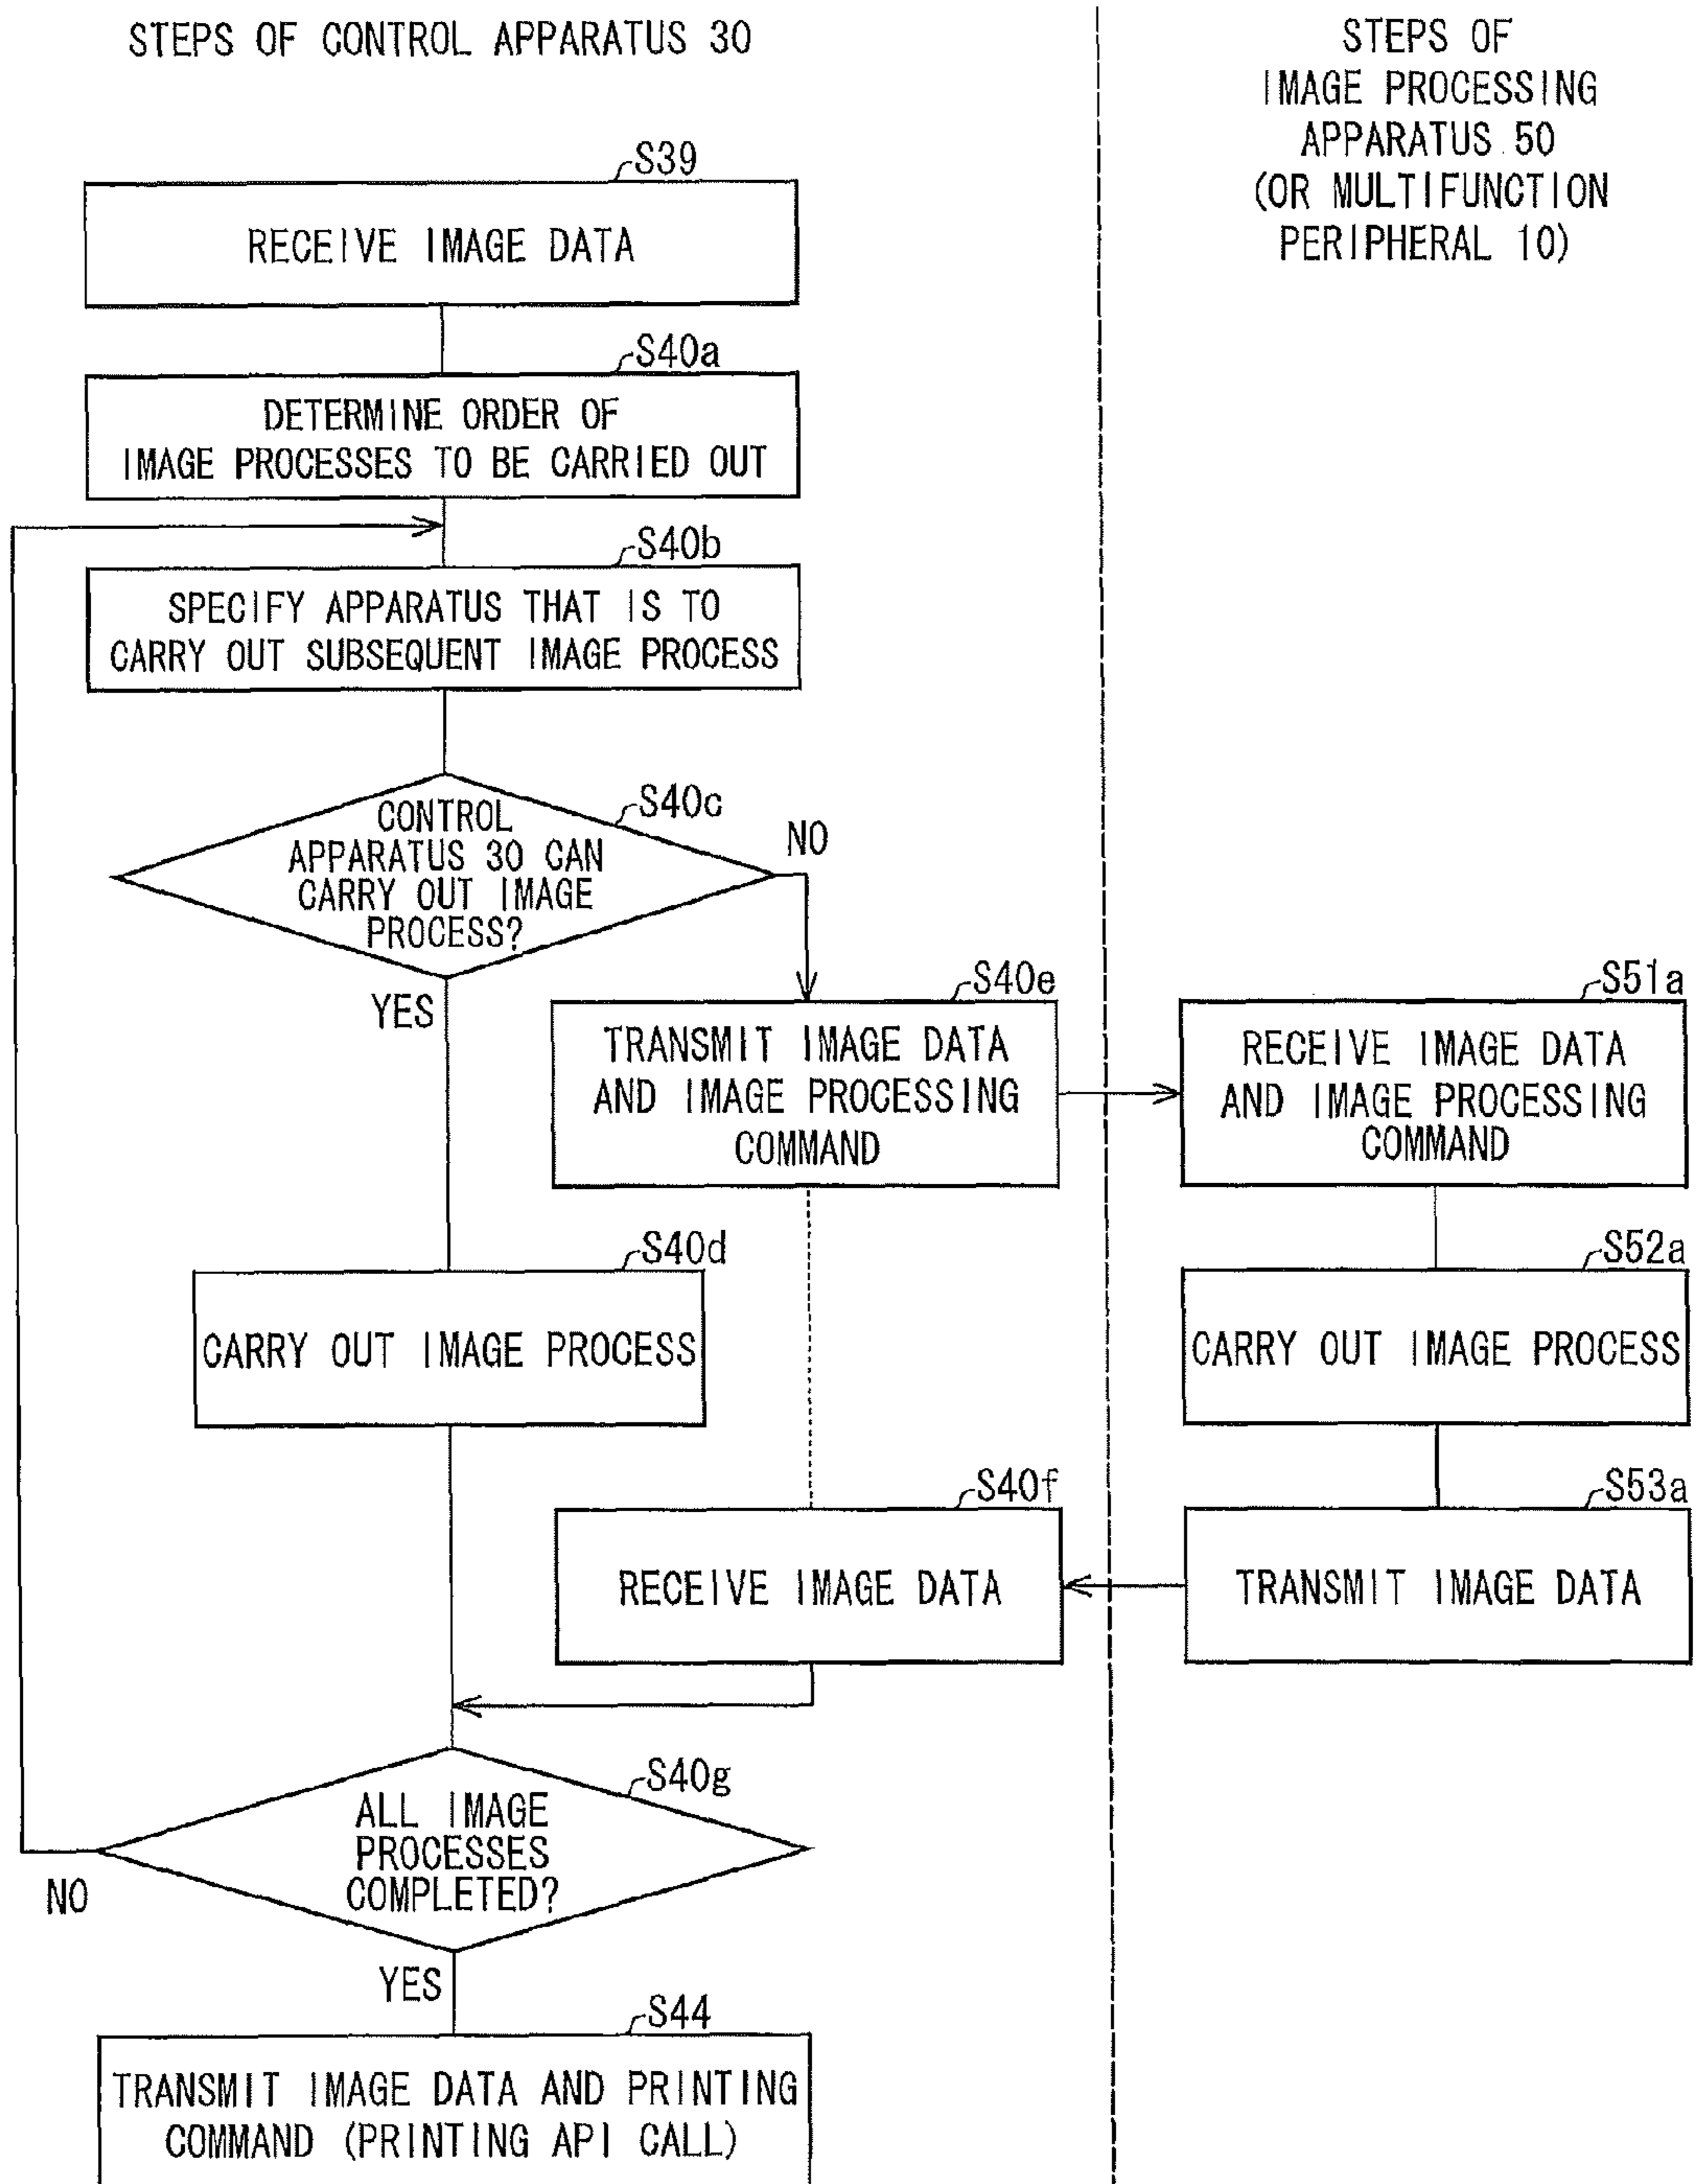 STEPS OF CONTROL APPARATUS 30
STEPS OF
IMAGE PROCESSING
APPARATUS 50
(OR MULTIFUNCTION
PERIPHERAL 10)
S39
RECEIVE IMAGE DATA
S40a
DETERMINE ORDER OF
IMAGE PROCESSES TO BE CARRIED OUT
S40b
SPECIFY APPARATUS THAT IS TO
CARRY OUT SUBSEQUENT IMAGE PROCESS
S40c
CONTROL
APPARATUS 30 CAN
CARRY OUT IMAGE
PROCESS?
NO
YES
S40e
TRANSMIT IMAGE DATA
AND IMAGE PROCESSING
COMMAND
S51a
RECEIVE IMAGE DATA
AND IMAGE PROCESSING
COMMAND
S40d
CARRY OUT IMAGE PROCESS
S52a
CARRY OUT IMAGE PROCESS
S40f
RECEIVE IMAGE DATA
S53a
TRANSMIT IMAGE DATA
S40g
ALL IMAGE
PROCESSES
COMPLETED?
NO
YES
S44
TRANSMIT IMAGE DATA AND PRINTING
COMMAND (PRINTING API CALL)